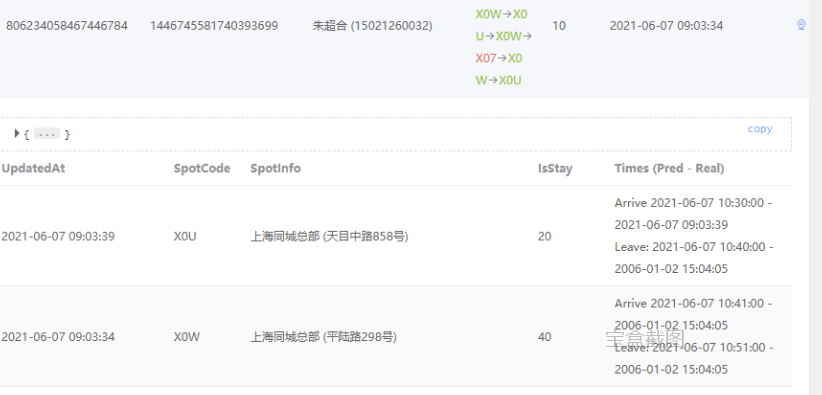 806234058467446784 1446745581740393699 朱超合 (15021260032) X0W→X0 10 2021-06-07 09:03:34
U→X0W→
X07→X0
W→X0U
{ ... } copy
UpdatedAt SpotCode SpotInfo IsStay Times (Pred - Real)
Arrive 2021-06-07 10:30:00 -
2021-06-07 09:03:39 X0U 上海同城总部 (天目中路858号) 20 2021-06-07 09:03:39
Leave: 2021-06-07 10:40:00 -
2006-01-02 15:04:05
Arrive 2021-06-07 10:41:00 -
2021-06-07 09:03:34 X0W 上海同城总部 (平陆路298号) 40 2006-01-02 15:04:05
宝盒截图
Leave: 2021-06-07 10:51:00 -
2006-01-02 15:04:05